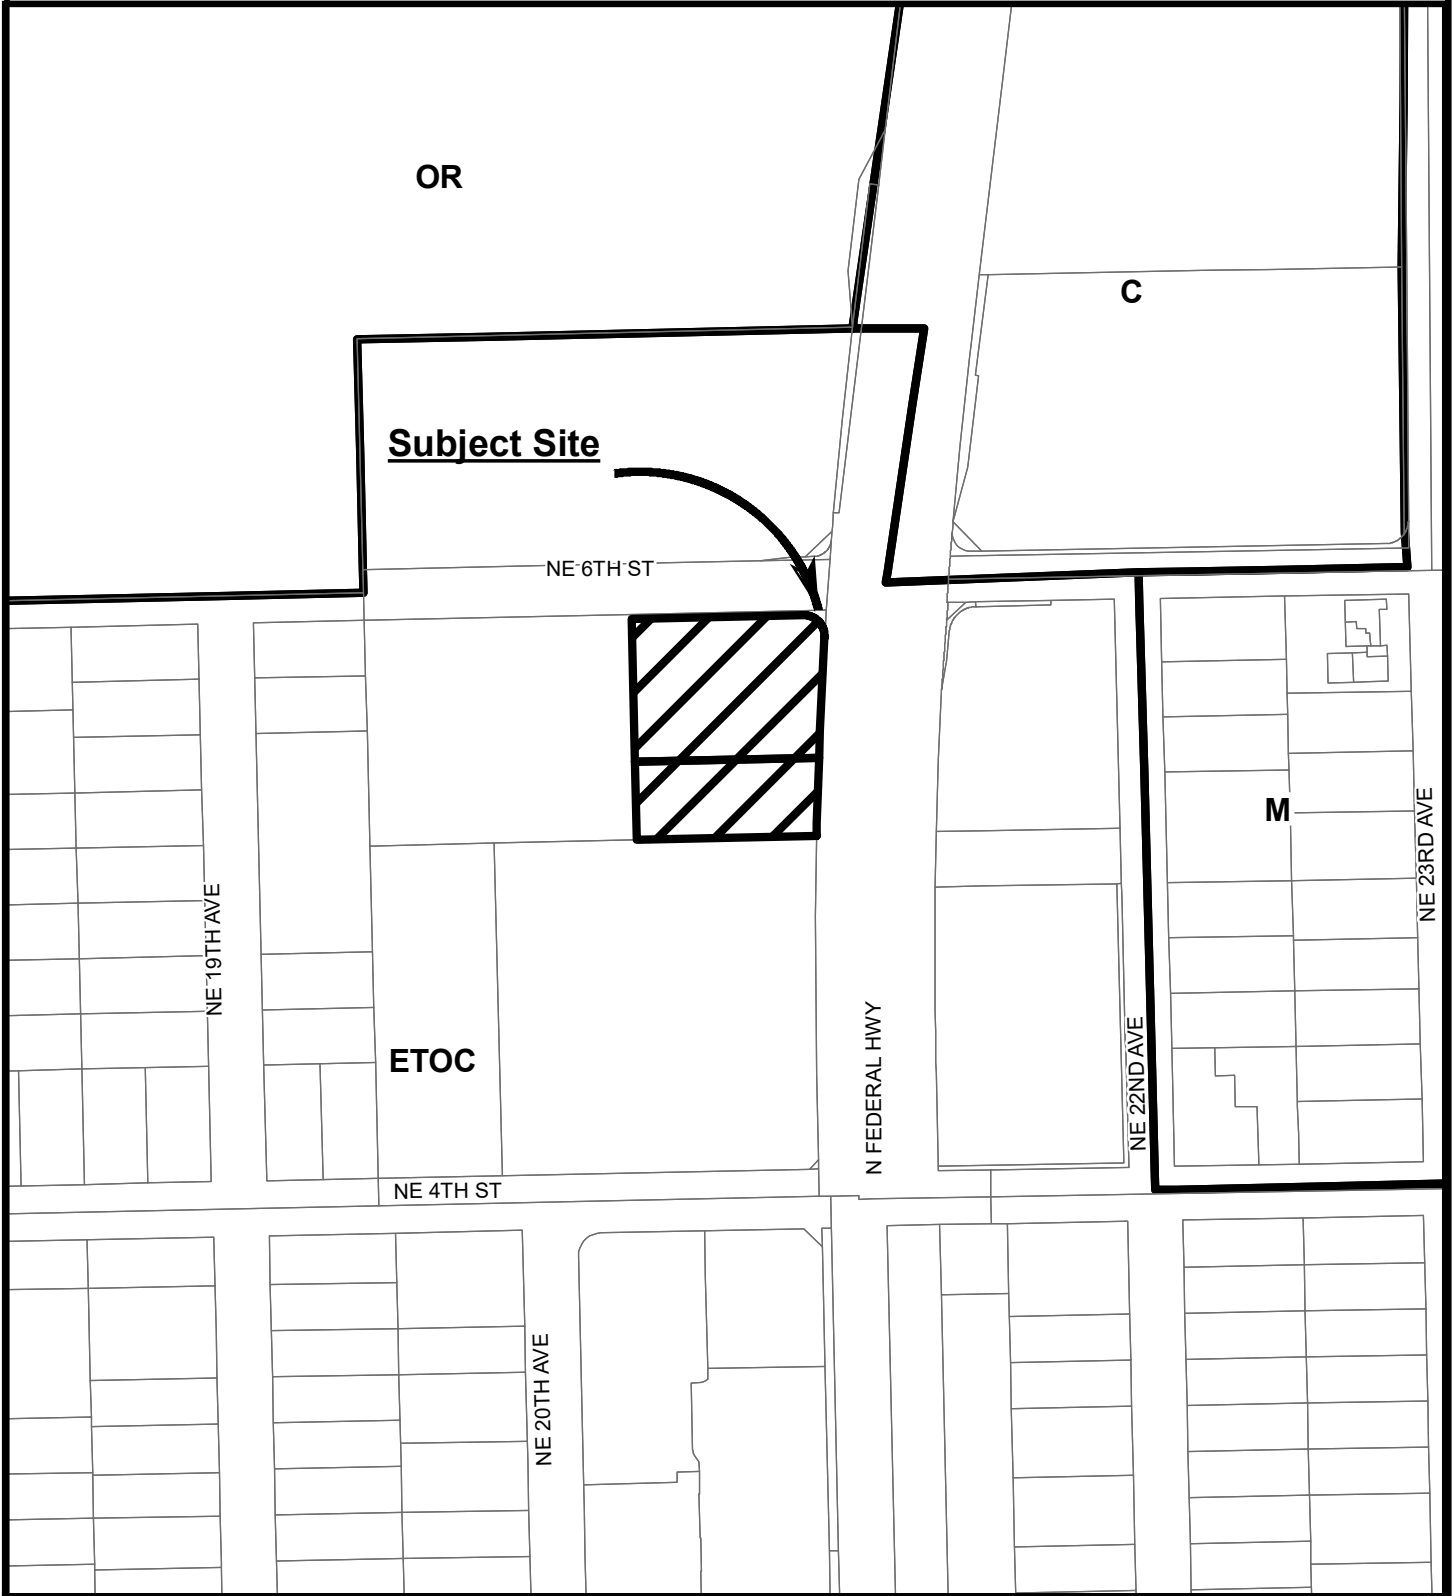 OR
C
Subject Site
NE 6TH ST
M
NE 23RD AVE
NE 19TH AVE
ETOC
N FEDERAL HWY
NE 22ND AVE
NE 4TH ST
NE 20TH AVE